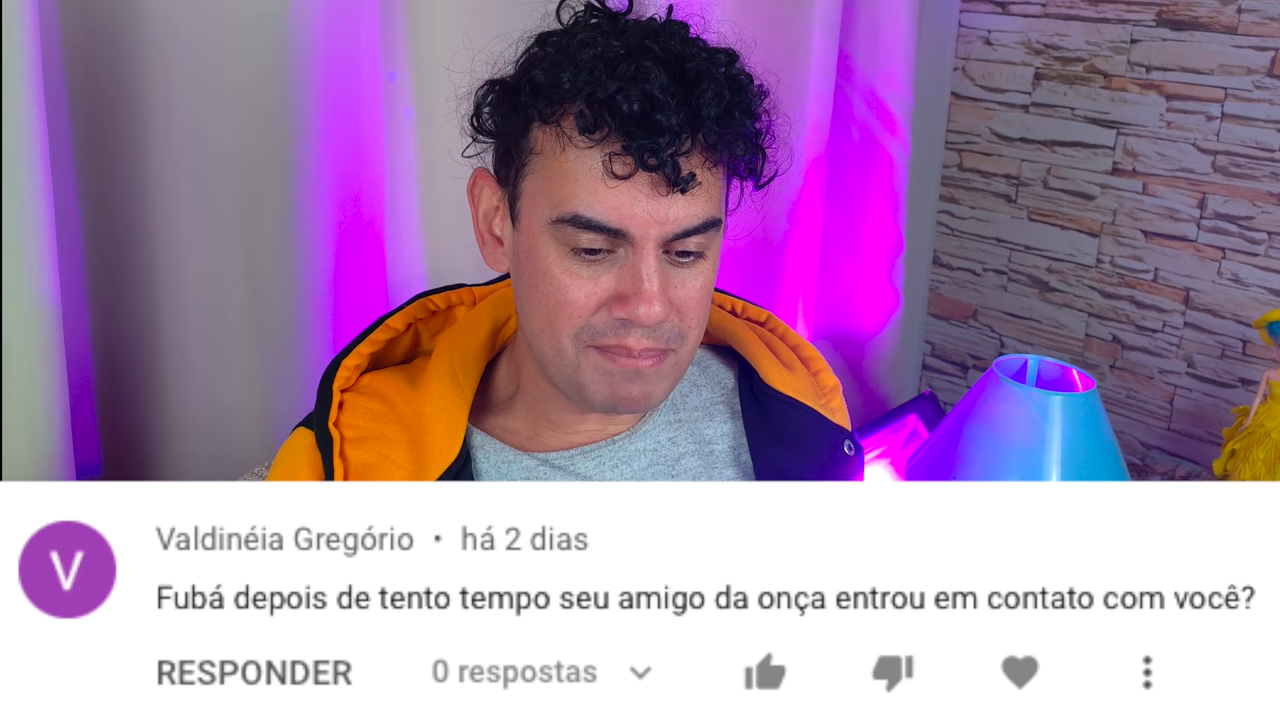 V
Valdinéia Gregório • há 2 dias
Fubá depois de tento tempo seu amigo da onça entrou em contato com você?
RESPONDER 0 respostas